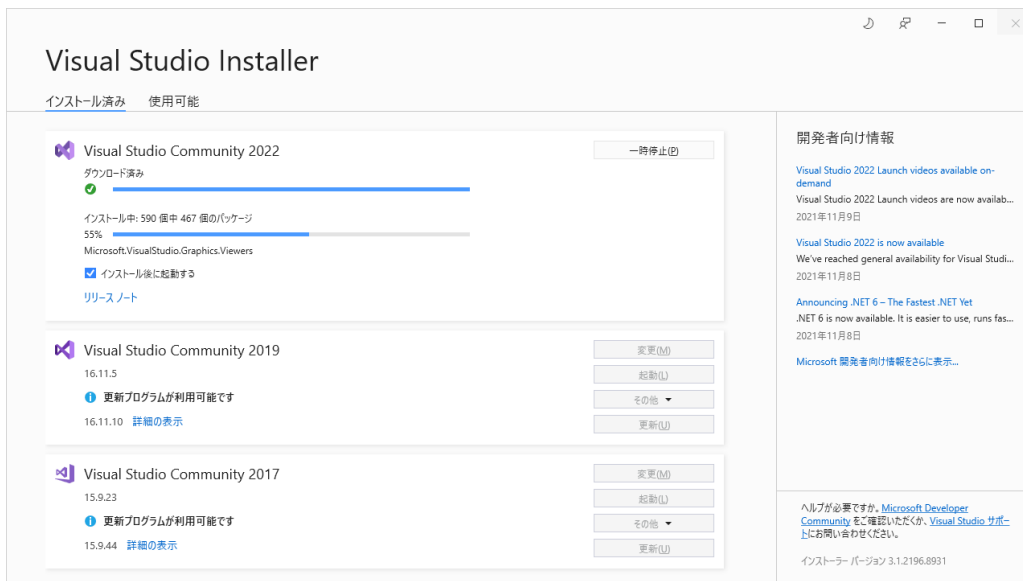 Visual Studio Installer
インストール済み 使用可能
Visual Studio Community 2022
一時停止(P)
ダウンロード済み
インストール中: 590 個中 467 個のパッケージ
55%
Microsoft.VisualStudio.Graphics.Viewers
インストール後に起動する
リリース ノート
Visual Studio Community 2019
16.11.5
更新プログラムが利用可能です
16.11.10 詳細の表示
変更(M)
起動(L)
その他
更新(U)
Visual Studio Community 2017
15.9.23
更新プログラムが利用可能です
15.9.44 詳細の表示
変更(M)
起動(L)
その他
更新(U)
開発者向け情報
Visual Studio 2022 Launch videos available on-
demand
Visual Studio 2022 Launch videos are now availab...
2021年11月9日
Visual Studio 2022 is now available
We've reached general availability for Visual Studi...
2021年11月8日
Announcing .NET 6 – The Fastest .NET Yet
.NET 6 is now available. It is easier to use, runs fas...
2021年11月8日
Microsoft 開発者向け情報をさらに表示...
ヘルプが必要ですか。Microsoft Developer
Community をご確認いただくか、Visual Studio サポー
トにお問い合わせください。
インストーラー バージョン 3.1.2196.8931